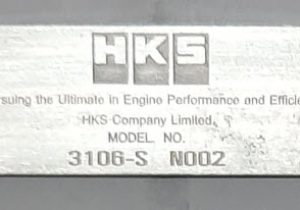 HKS
suing the Ultimate in Engine Performance and Efficie
HKS Company Limited.
MODEL. NO.
3106-S N002